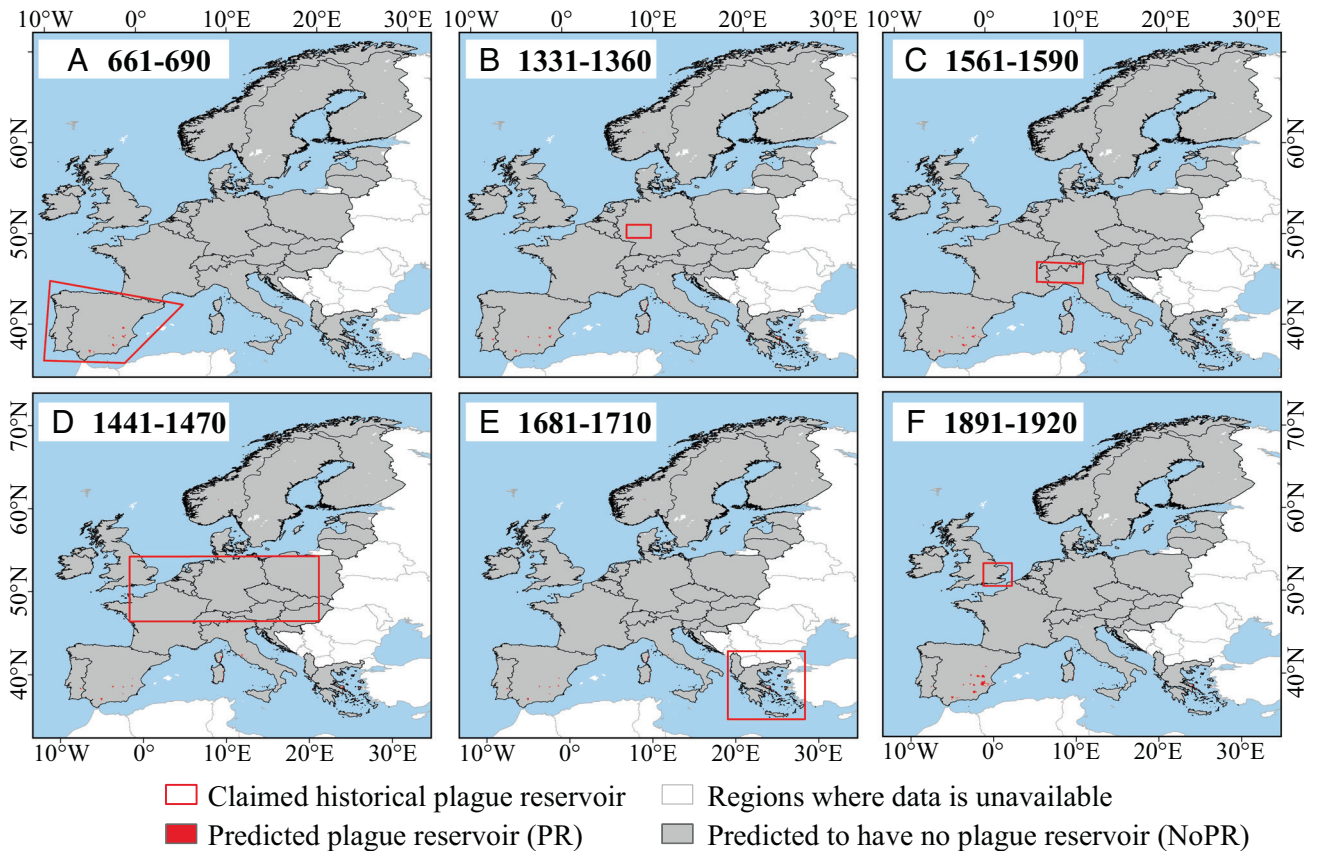 10°W 0° 10°E 20°E 30°E 10°W 0° 10°E 20°E 30°E 10°W 0° 10°E 20°E 30°E
A 661-690
B 1331-1360
C 1561-1590
60°N
50°N
40°N
60°N
50°N
40°N
D 1441-1470
E 1681-1710
F 1891-1920
70°N
60°N
50°N
40°N
70°N
60°N
50°N
40°N
10°W 0° 10°E 20°E 30°E 10°W 0° 10°E 20°E 30°E 10°W 0° 10°E 20°E 30°E
Claimed historical plague reservoir
Regions where data is unavailable
Predicted plague reservoir (PR)
Predicted to have no plague reservoir (NoPR)